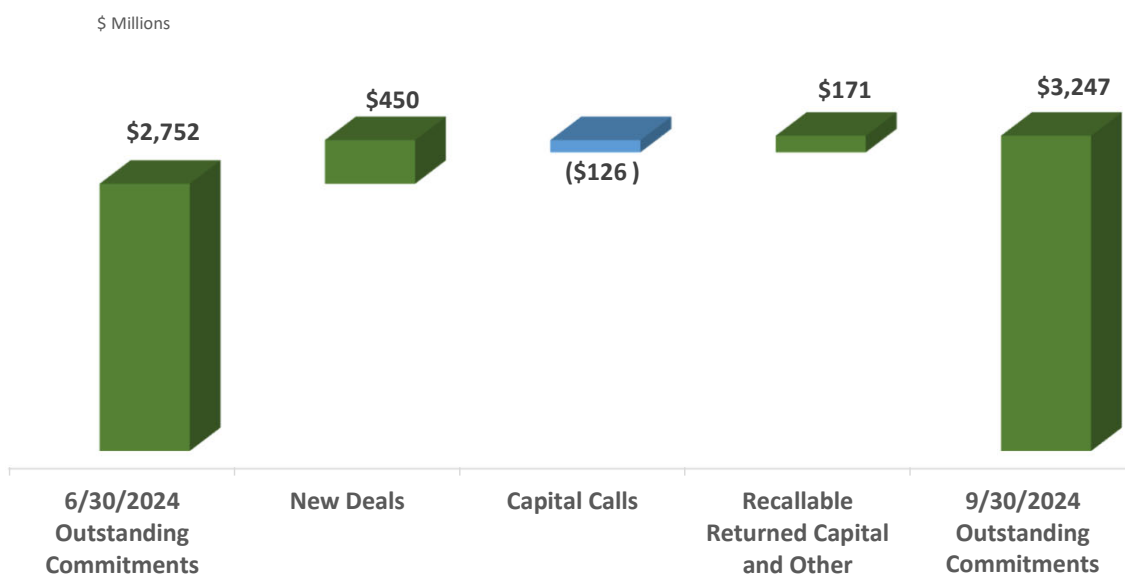 $ Millions
$2,752
$450
($126 )
$171
$3,247
6/30/2024
Outstanding
Commitments
New Deals
Capital Calls
Recallable
Returned Capital
and Other
9/30/2024
Outstanding
Commitments